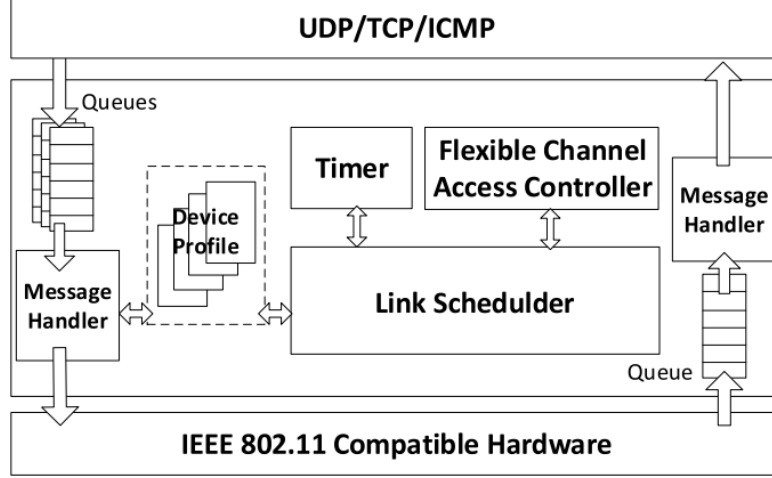 UDP/TCP/ICMP
Queues
Timer
Flexible Channel
Access Controller
Device
Profile
Message
Handler
Message
Handler
Link Schedulder
Queue
IEEE 802.11 Compatible Hardware